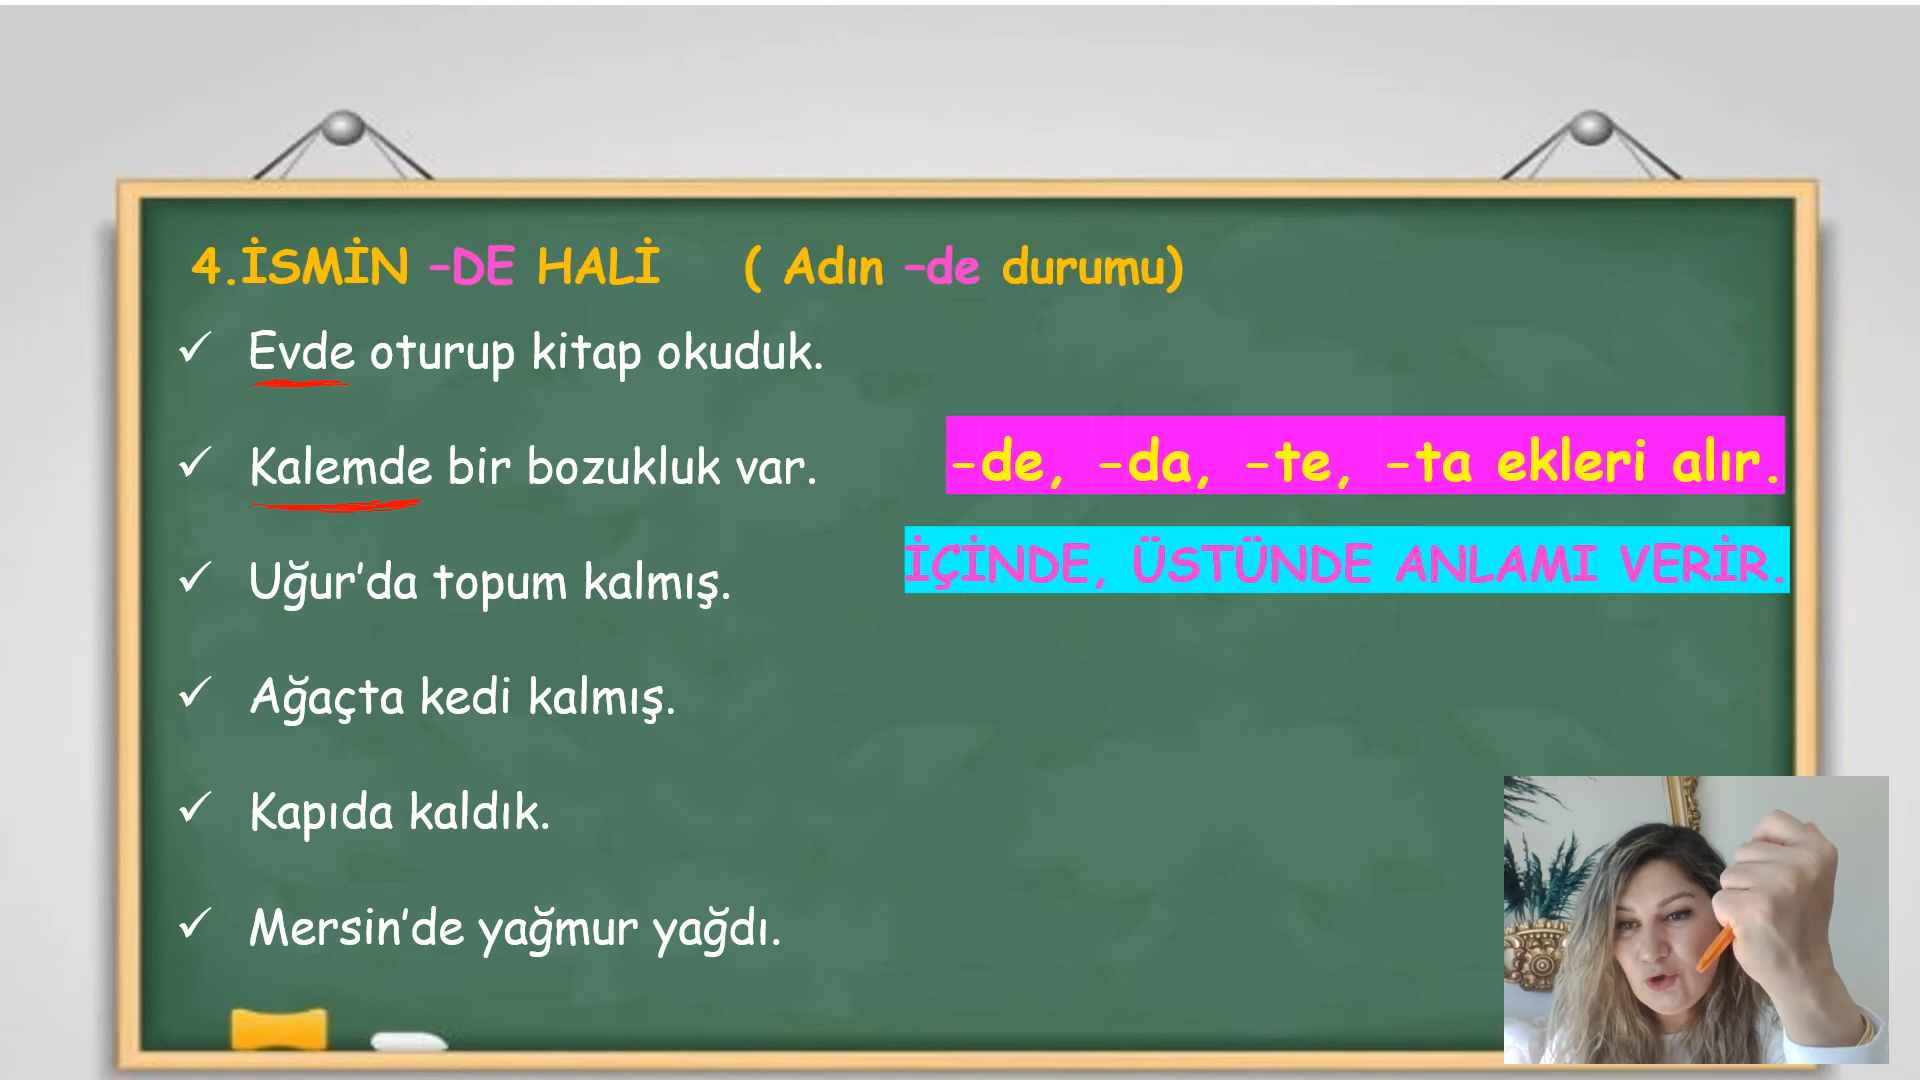 4.İSMİN –DE HALİ ( Adın –de durumu)
✓ Evde oturup kitap okuduk.
✓ Kalemde bir bozukluk var.
-de, -da, -te, -ta ekleri alır.
İÇİNDE, ÜSTÜNDE ANLAMI VERİR.
✓ Uğur’da topum kalmış.
✓ Ağaçta kedi kalmış.
✓ Kapıda kaldık.
✓ Mersin’de yağmur yağdı.